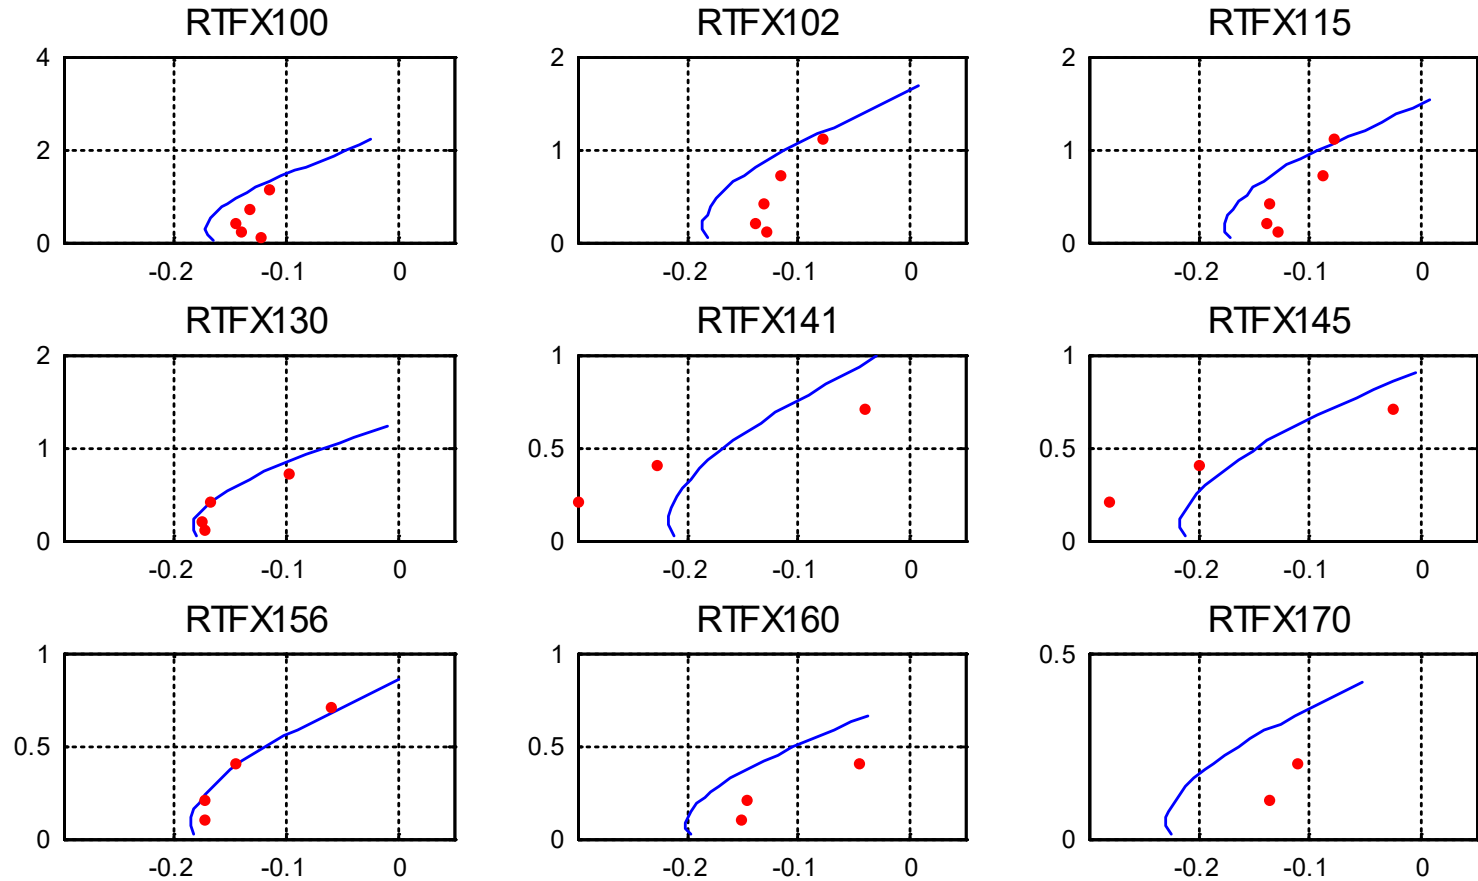 RTFX100 RTFX102 RTFX115
4 2 2
2 1 1
0 0 0
-0.2 -0.1 0 -0.2 -0.1 0 -0.2 -0.1 0
RTFX130 RTFX141 RTFX145
2 1 1
1 0.5 0.5
0 0 0
-0.2 -0.1 0 -0.2 -0.1 0 -0.2 -0.1 0
RTFX156 RTFX160 RTFX170
1 1 0.5
0.5 0.5
0 0 0
-0.2 -0.1 0 -0.2 -0.1 0 -0.2 -0.1 0